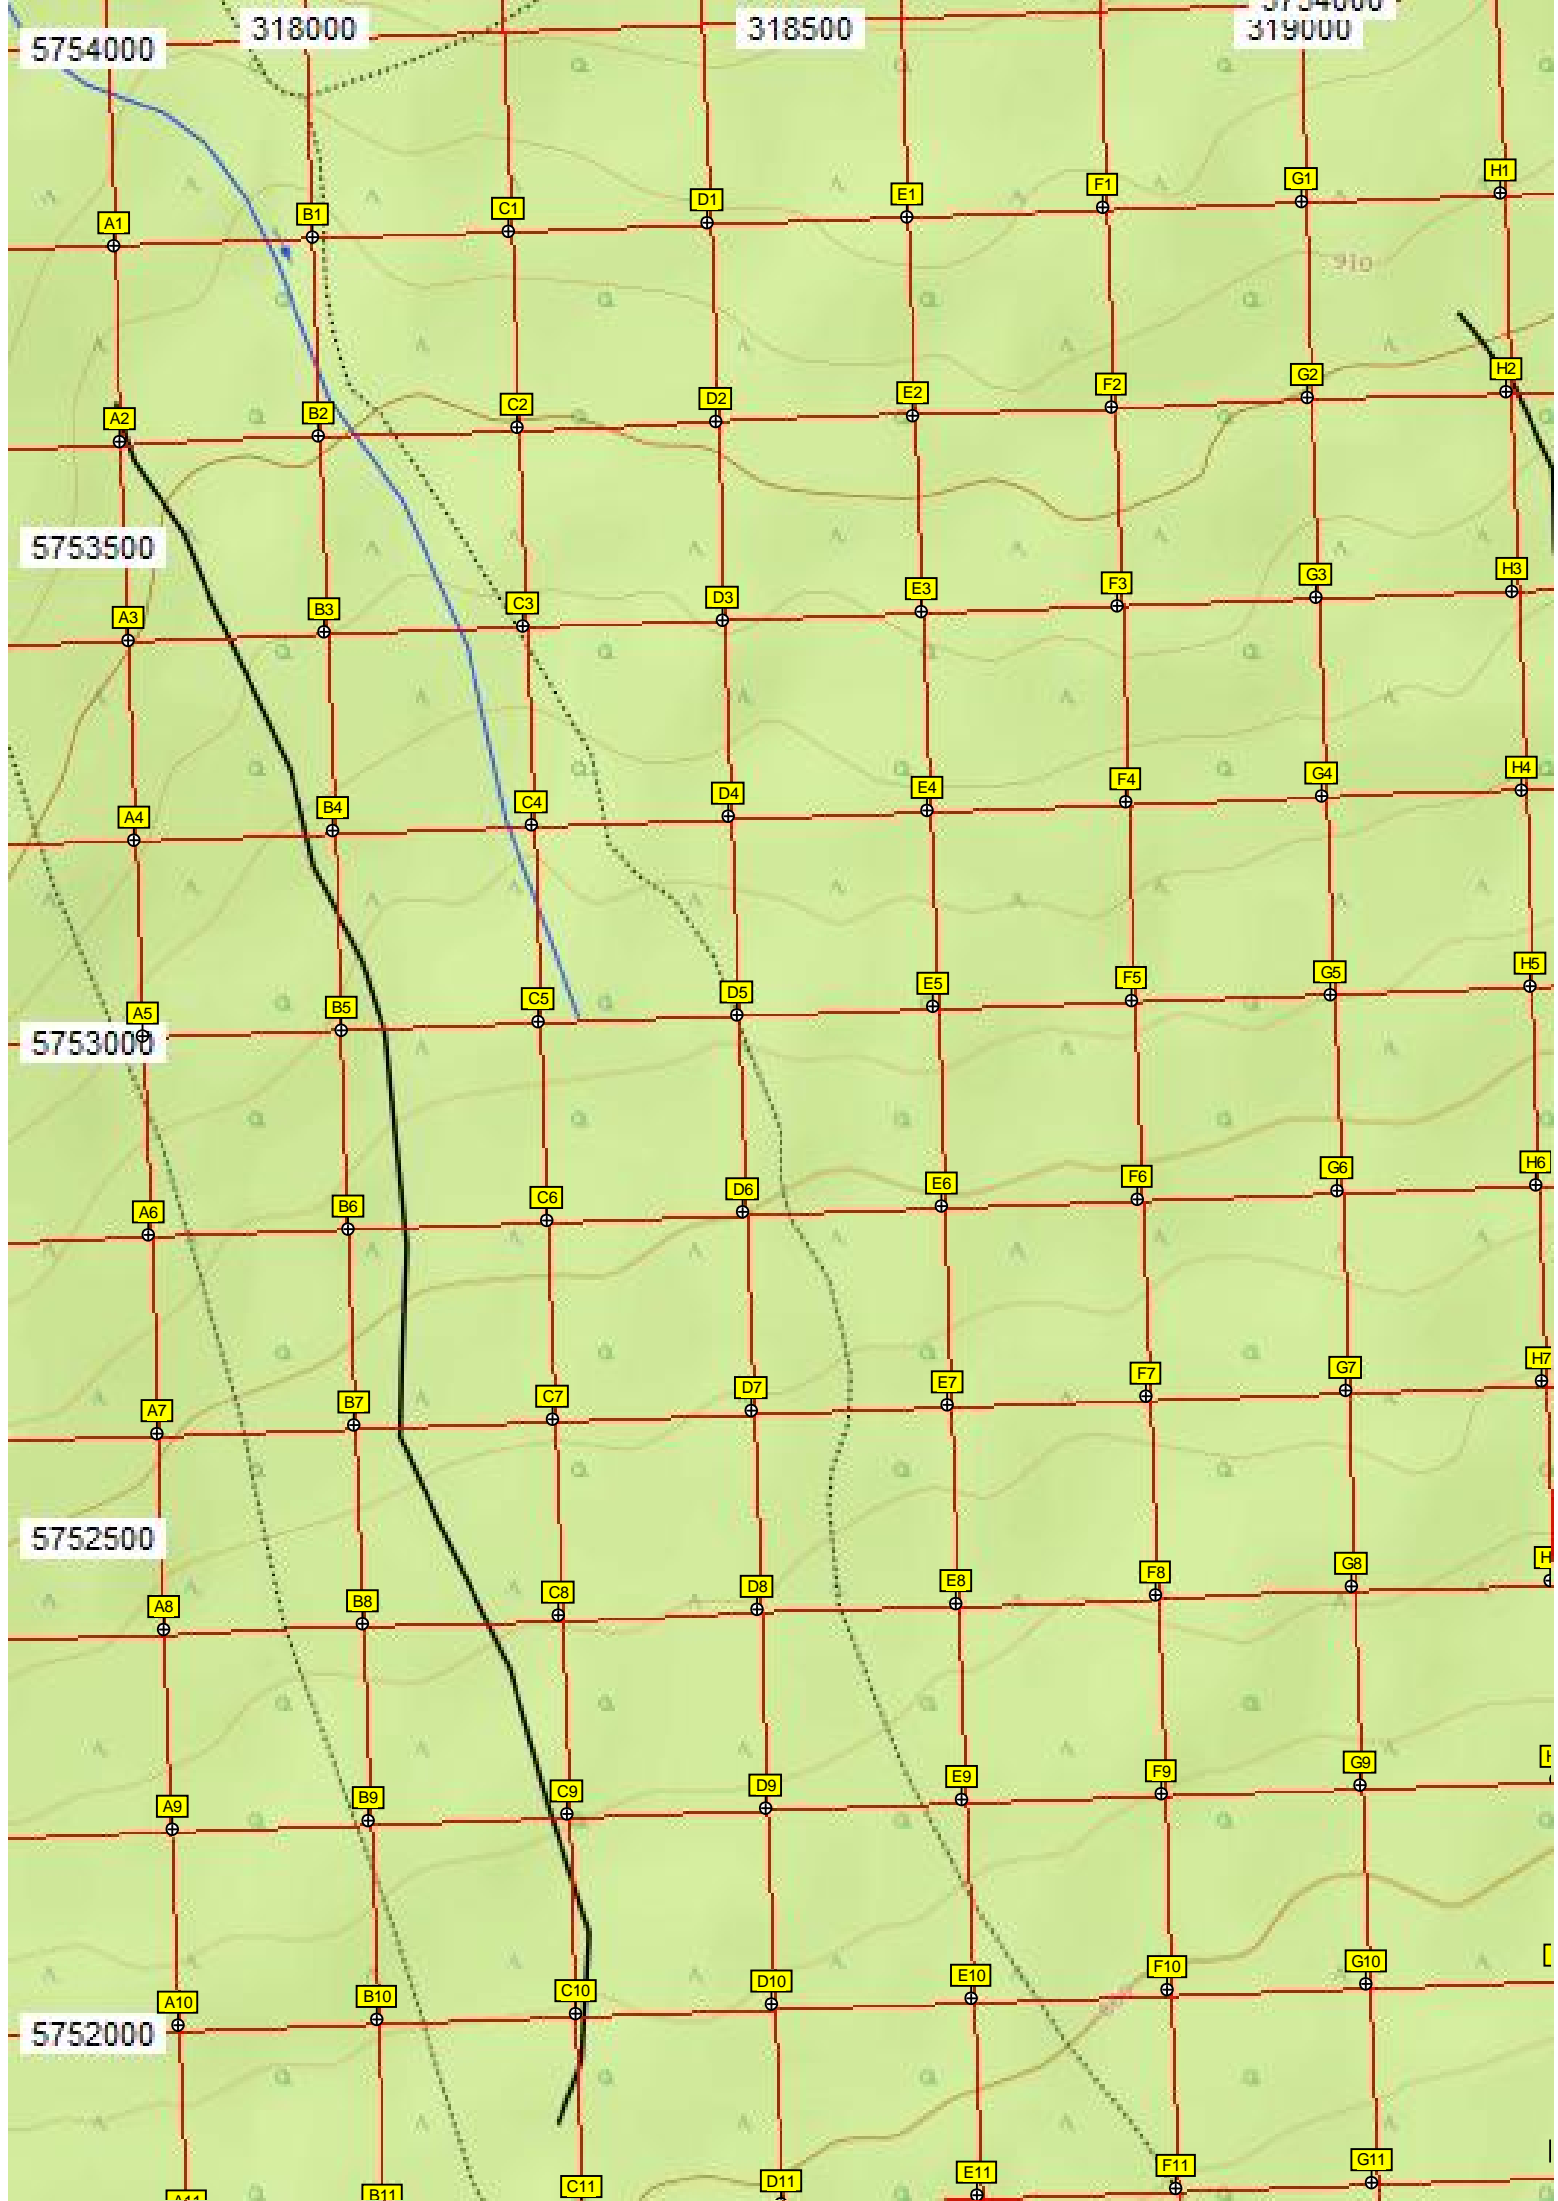 5754000
318000
318500
319000
5754000
A1 B1 C1 D1 E1 F1 G1 H1
910
A2 B2 C2 D2 E2 F2 G2 H2
5753500
A3 B3 C3 D3 E3 F3 G3 H3
A4 B4 C4 D4 E4 F4 G4 H4
A5 B5 C5 D5 E5 F5 G5 H5
5753000
A6 B6 C6 D6 E6 F6 G6 H6
A7 B7 C7 D7 E7 F7 G7 H7
5752500
A8 B8 C8 D8 E8 F8 G8 H
A9 B9 C9 D9 E9 F9 G9
A10 B10 C10 D10 E10 F10 G10
5752000
A11 B11 C11 D11 E11 F11 G11